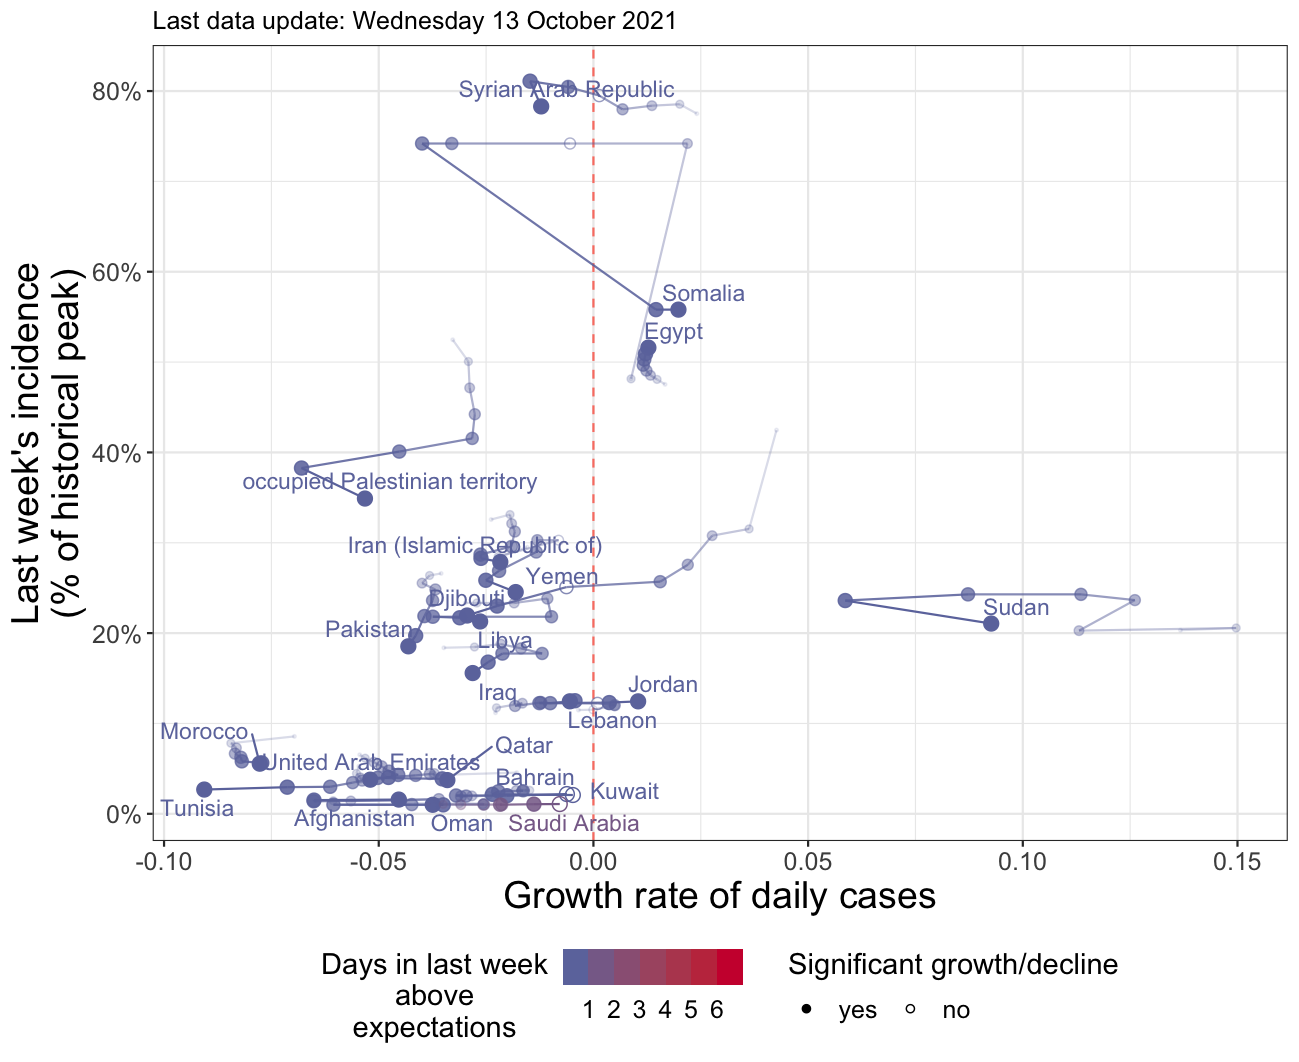 Last data update: Wednesday 13 October 2021
Last week's incidence
(% of historical peak)
80%
60%
40%
20%
0%
Syrian Arab Republic
Somalia
Egypt
occupied Palestinian territory
Iran (Islamic Republic of)
Yemen
Djibouti
Sudan
Pakistan
Libya
Iraq
Jordan
Lebanon
Morocco
Qatar
United Arab Emirates
Bahrain
Kuwait
Tunisia
Afghanistan
Oman
Saudi Arabia
-0.10
-0.05
0.00
0.05
0.10
0.15
Growth rate of daily cases
Days in last week
above
expectations
1 2 3 4 5 6
Significant growth/decline
yes
no